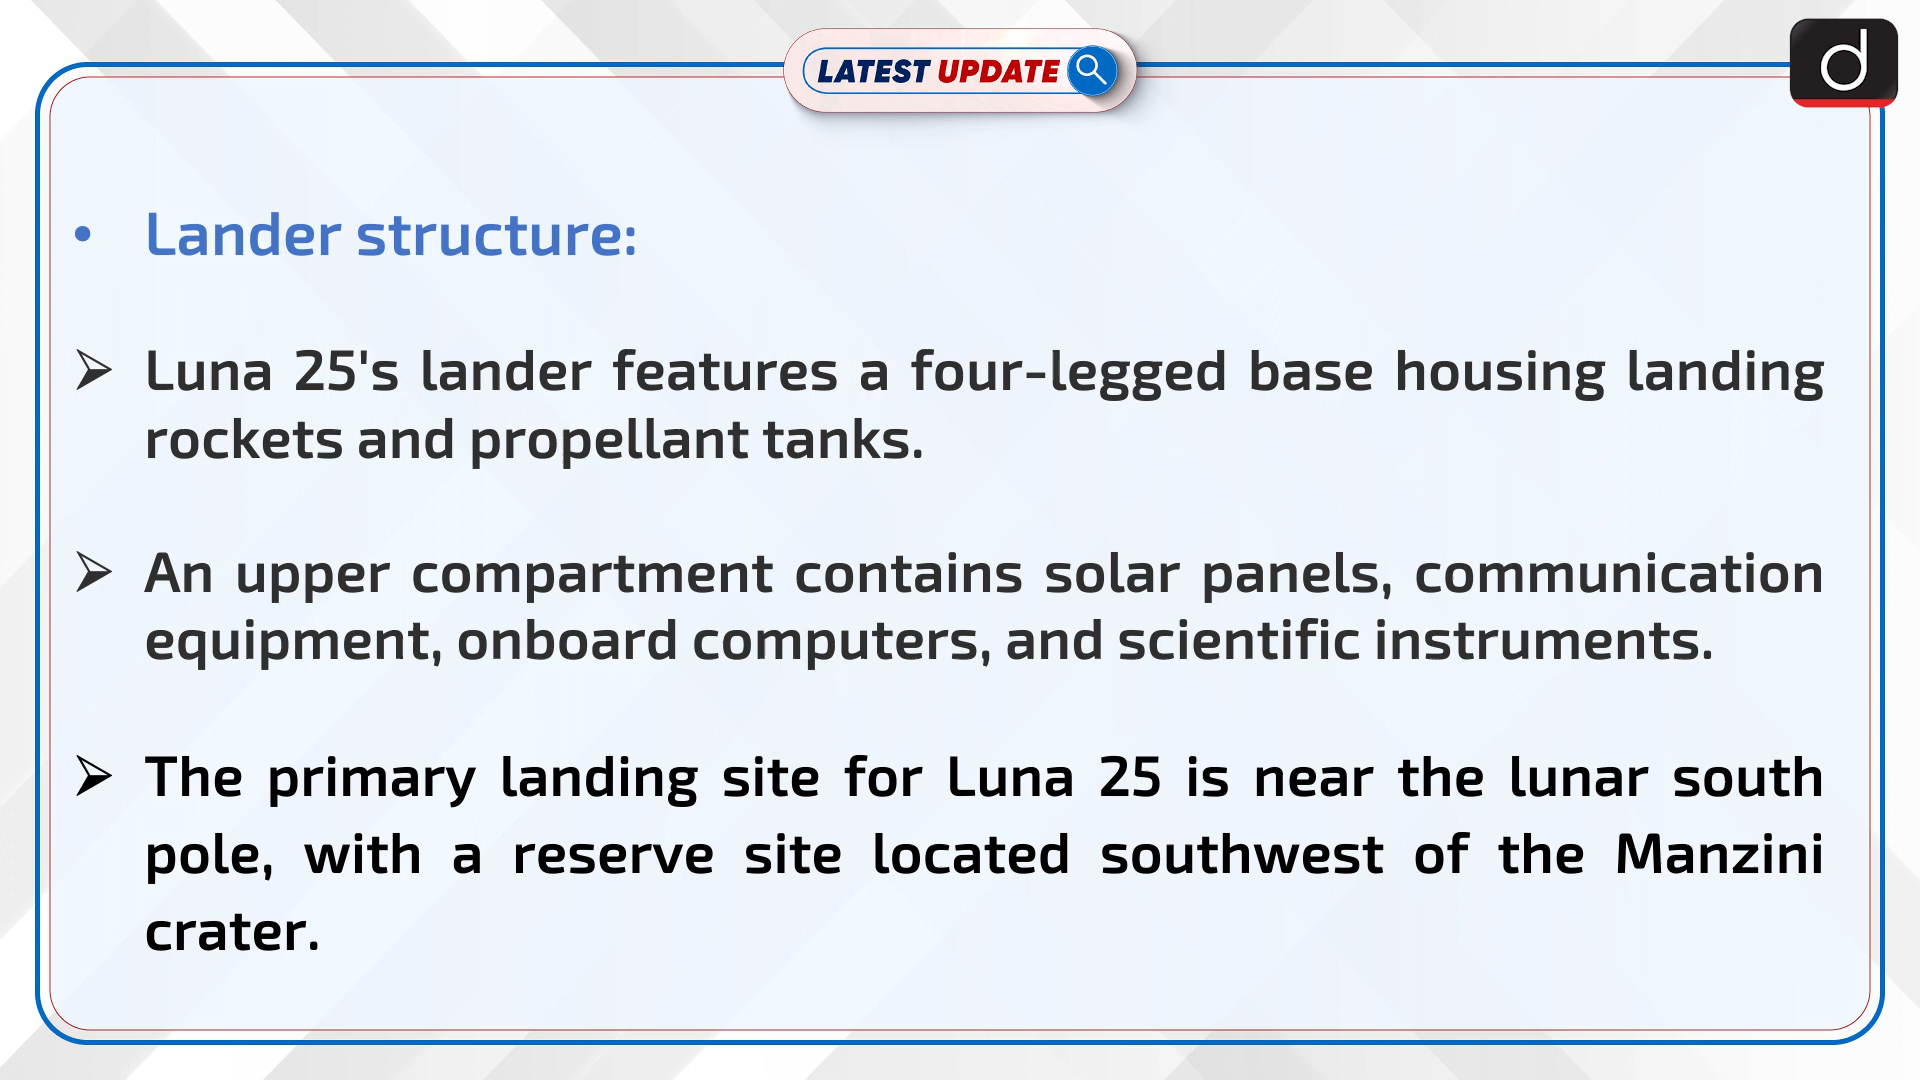 LATEST UPDATE
d
• Lander structure:
➢ Luna 25's lander features a four-legged base housing landing
rockets and propellant tanks.
➢ An upper compartment contains solar panels, communication
equipment, onboard computers, and scientific instruments.
➢ The primary landing site for Luna 25 is near the lunar south
pole, with a reserve site located southwest of the Manzini
crater.